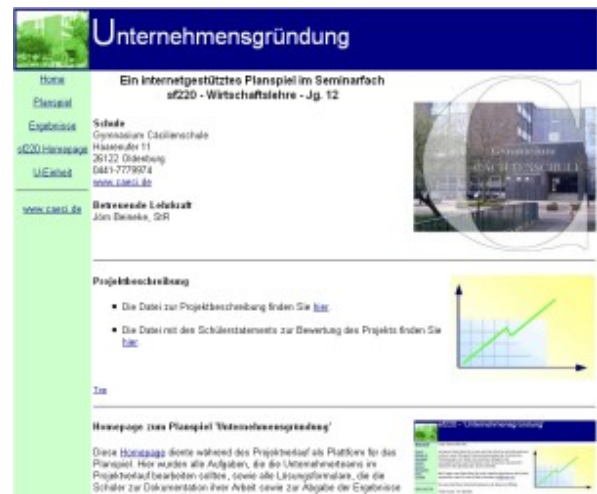 Unternehmensgründung
Home
Planspiel
Ergebnisse
sf220 Homepage
U-Einheit
www.caeci.de
Ein internetgestütztes Planspiel im Seminarfach
sf220 - Wirtschaftslehre - Jg. 12
Schule
Gymnasium Cäcilienschule
Haarenufer 11
26122 Oldenburg
0441-7779974
www.caeci.de
Betreuende Lehrkraft
Jörn Beineke, StR
GYMNASIUM
CÄCILIENSCHULE
Projektbeschreibung
Die Datei zur Projektbeschreibung finden Sie hier.
Die Datei mit den Schülerstatements zur Bewertung des Projekts finden Sie
hier.
Homepage zum Planspiel 'Unternehmensgründung'
Diese Homepage diente während des Projektverlauf als Plattform für das
Planspiel. Hier wurden alle Aufgaben, die die Unternehmerteams im
Projektverlauf bearbeiten sollten, sowie alle Lösungsformulare, die die
Schüler zur Dokumentation ihrer Arbeit sowie zur Abgabe der Ergebnisse
sf220 - Unternehmensgründung